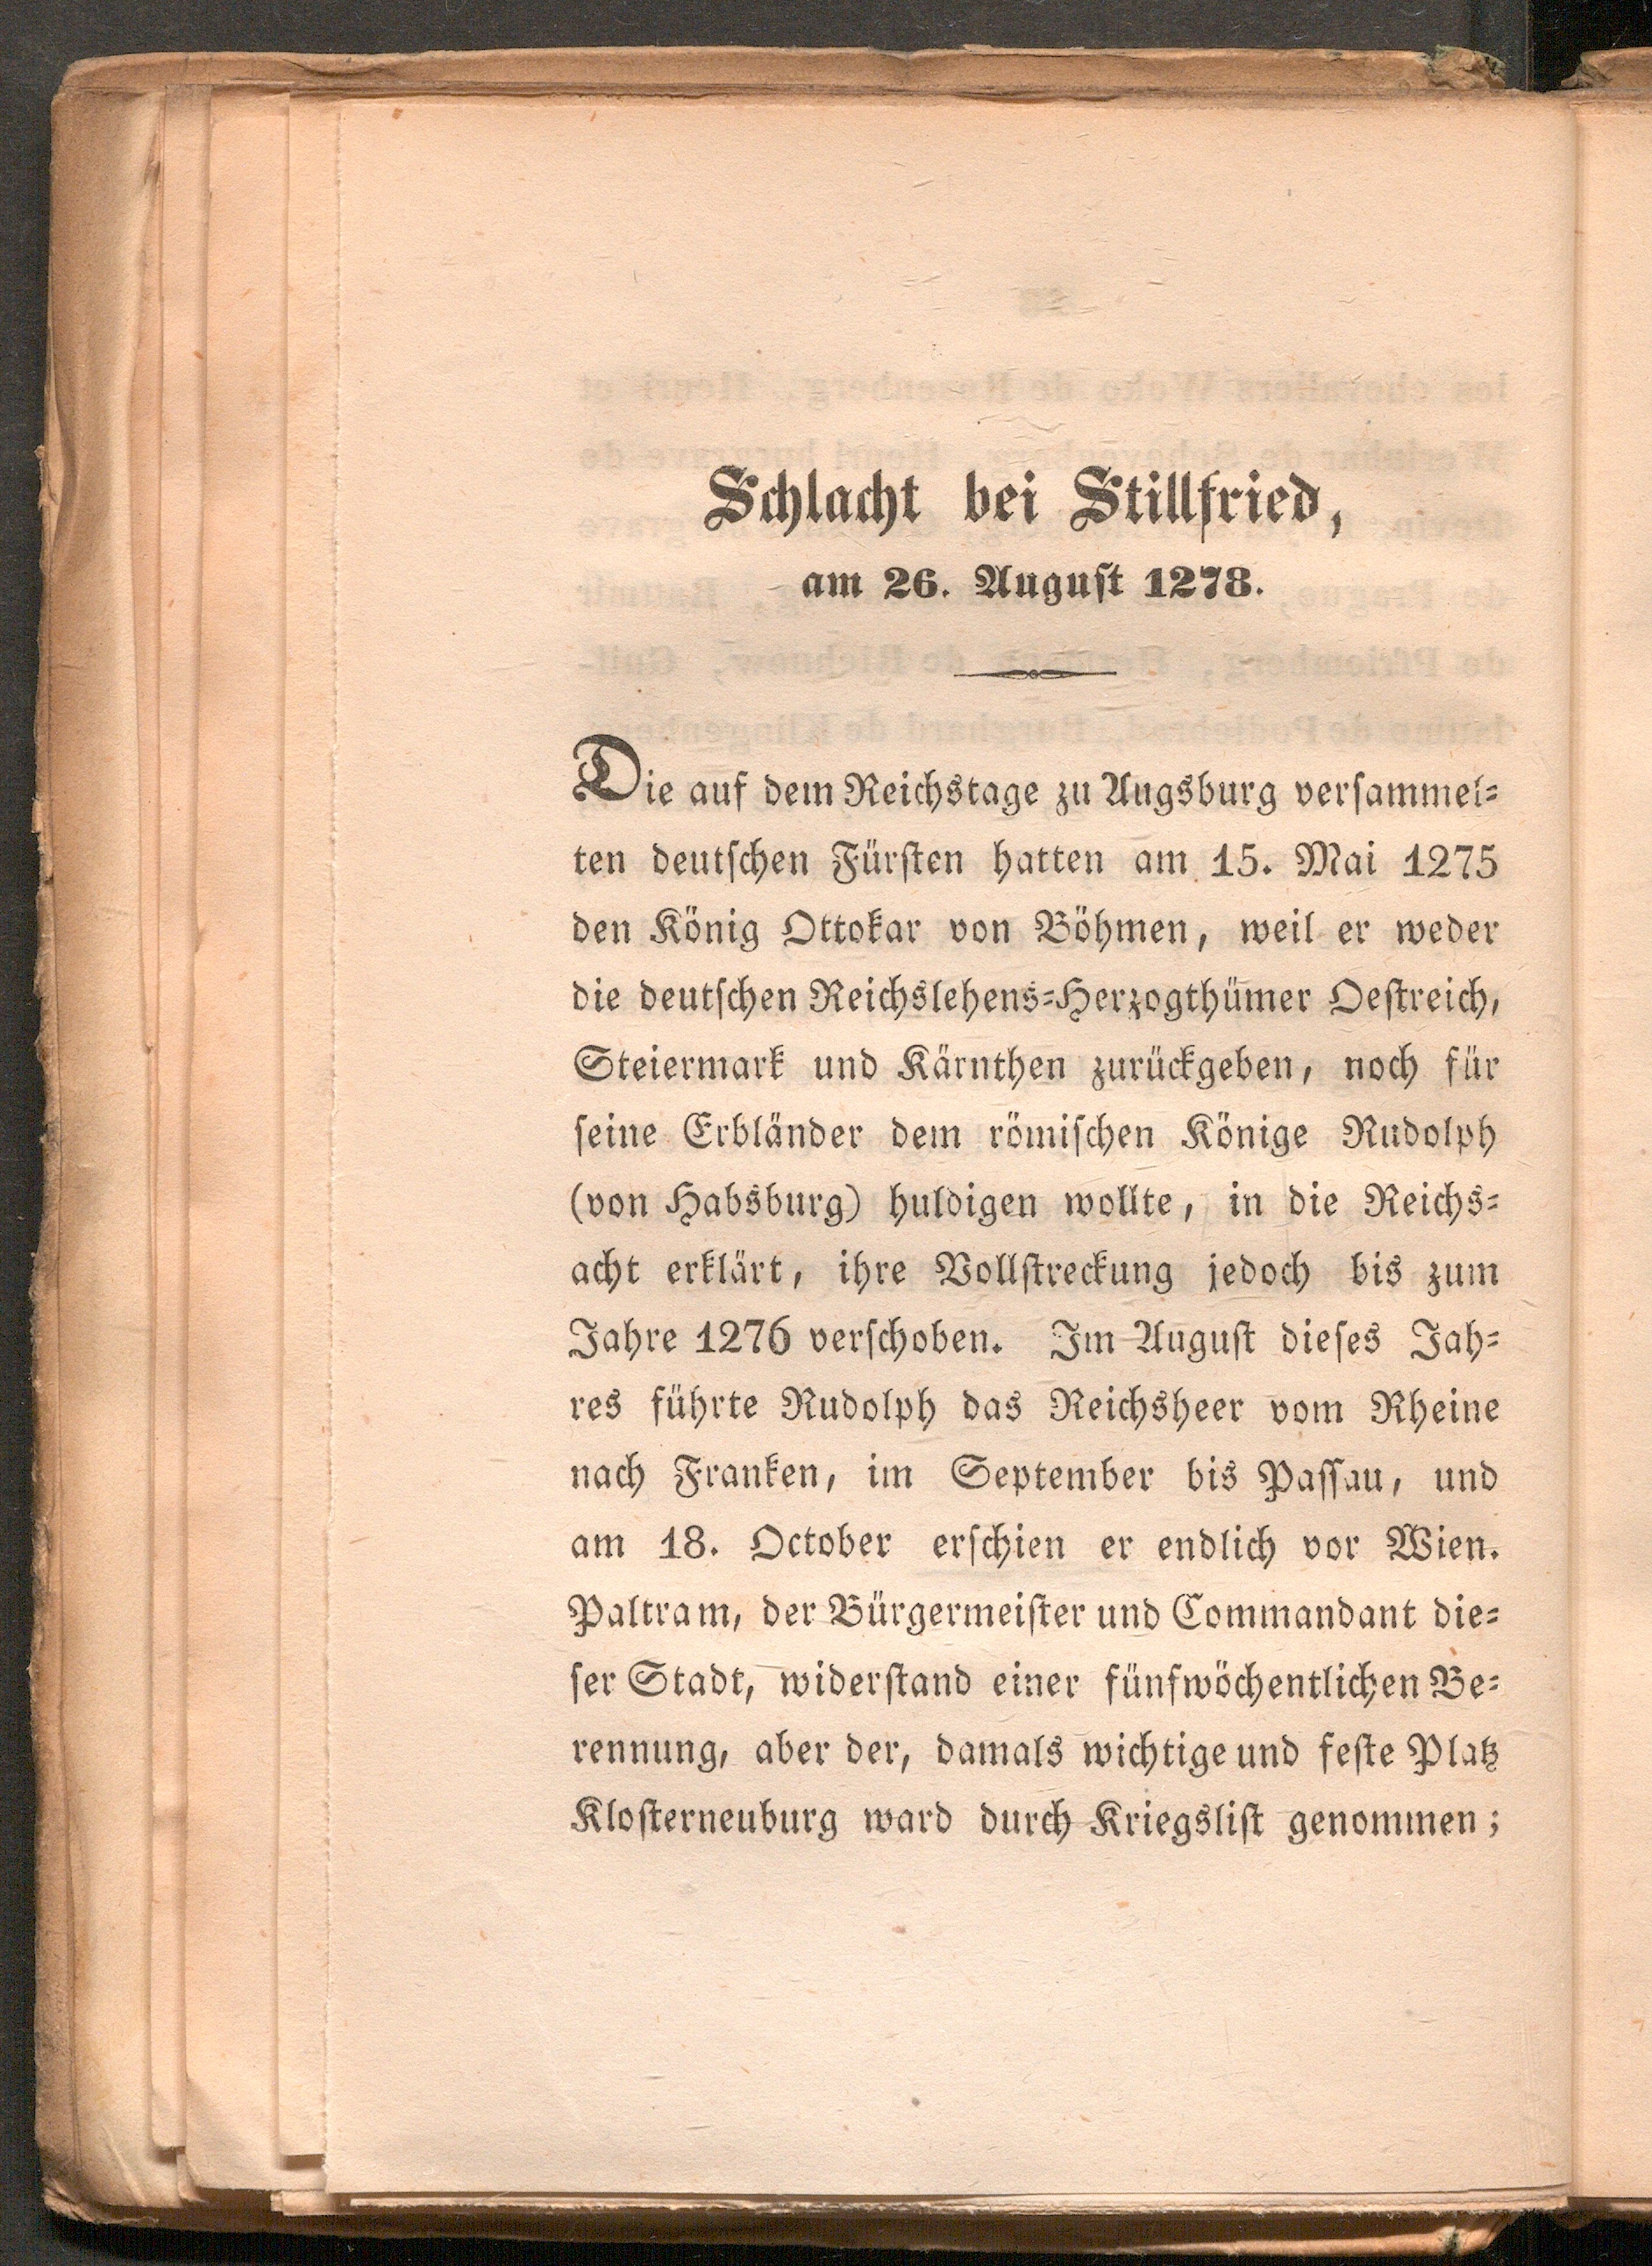 Schlacht bei Stillfried,
am 26. August 1278.
Die auf dem Reichstage zu Augsburg versammel=
ten deutschen Fürsten hatten am 15. Mai 1275
den König Ottokar von Böhmen, weil er weder
die deutschen Reichslehens=Herzogthümer Oestreich,
Steiermark und Kärnthen zurückgeben, noch für
seine Erbländer dem römischen Könige Rudolph
(von Habsburg) huldigen wollte, in die Reichs=
acht erklärt, ihre Vollstreckung jedoch bis zum
Jahre 1276 verschoben. Im August dieses Jah=
res führte Rudolph das Reichsheer vom Rheine
nach Franken, im September bis Passau, und
am 18. October erschien er endlich vor Wien.
Paltram, der Bürgermeister und Commandant die=
ser Stadt, widerstand einer fünfwöchentlichen Be=
rennung, aber der, damals wichtige und feste Platz
Klosterneuburg ward durch Kriegslist genommen;